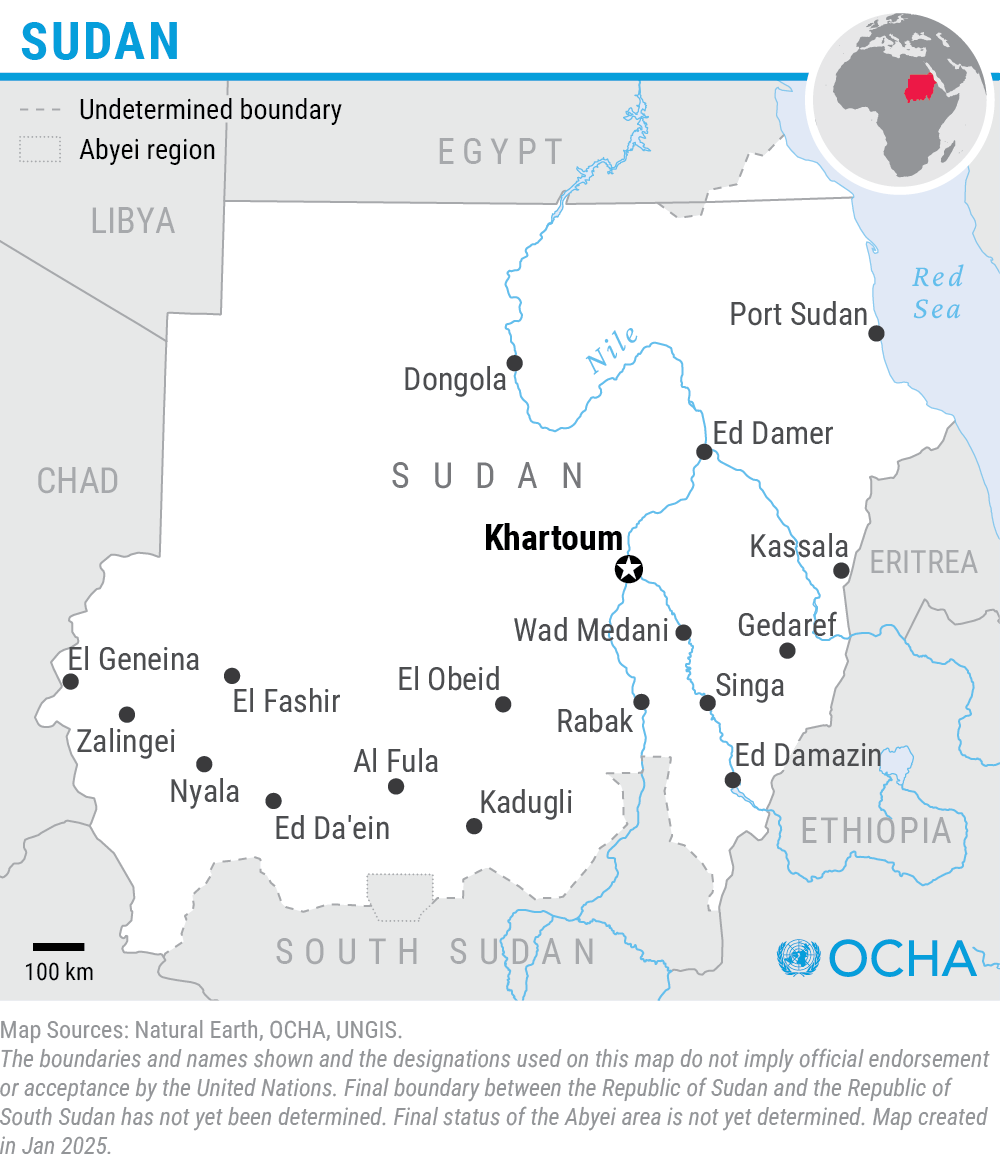 SUDAN
Undetermined boundary
Abyei region
EGYPT
LIBYA
Red
Sea
Port Sudan
Nile
Dongola
Ed Damer
CHAD
SUDAN
Khartoum
Kassala
ERITREA
Wad Medani
Gedaref
El Geneina
El Fashir
El Obeid
Singa
Rabak
Zalingei
Al Fula
Ed Damazin
Nyala
Kadugli
Ed Da'ein
ETHIOPIA
SOUTH SUDAN
OCHA
100 km
Map Sources: Natural Earth, OCHA, UNGIS.
The boundaries and names shown and the designations used on this map do not imply official endorsement
or acceptance by the United Nations. Final boundary between the Republic of Sudan and the Republic of
South Sudan has not yet been determined. Final status of the Abyei area is not yet determined. Map created
in Jan 2025.